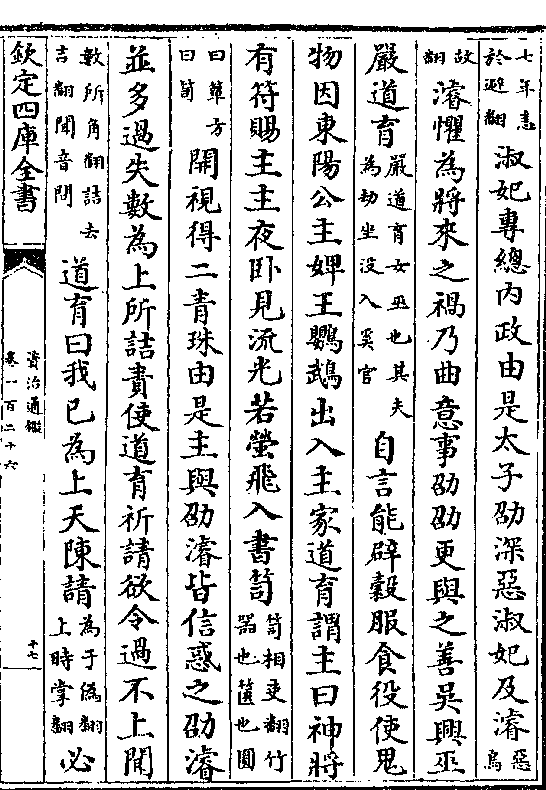 七年恚於避翻淑妃專總内政由是太子劭深惡淑妃及濬惡烏
故翻濬懼為將來之禍乃曲意事劭劭更與之善吳興巫
嚴道育嚴道育女巫也其夫為劫坐沒入奚官自言能辟穀服食役使鬼
物因東陽公主婢王鸚鵡出入主家道育謂主曰神將
有符賜主主夜卧見流光若螢飛入書笥笥相吏翻竹器也篋也圓
曰簞方曰笥開視得二青珠由是主與劭濬皆信惑之劭濬
並多過失數為上所詰責使道育祈請欲令過不上聞
數所角翻詰去吉翻聞音問道育曰我已為上天陳請為于偽翻上時掌翻必
欽定四庫全書
資治通鑑
卷一百二十六
十七